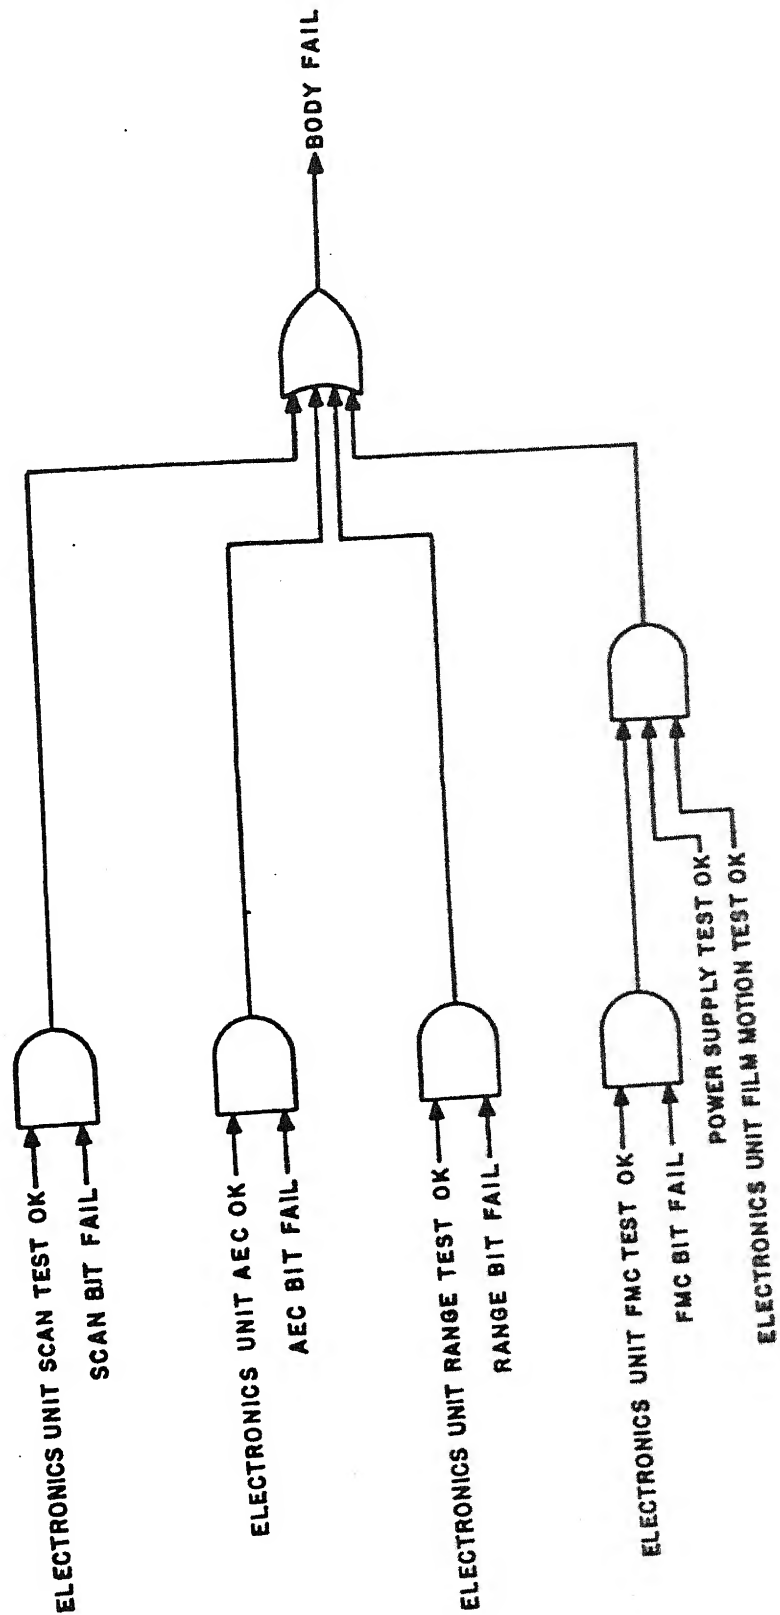 ELECTRONICS UNIT SCAN TEST OK
SCAN BIT FAIL
ELECTRONICS UNIT AEC OK
AEC BIT FAIL
ELECTRONICS UNIT RANGE TEST OK
RANGE BIT FAIL
ELECTRONICS UNIT FMC TEST OK
FMC BIT FAIL
POWER SUPPLY TEST OK
ELECTRONICS UNIT FILM MOTION TEST OK
BODY FAIL